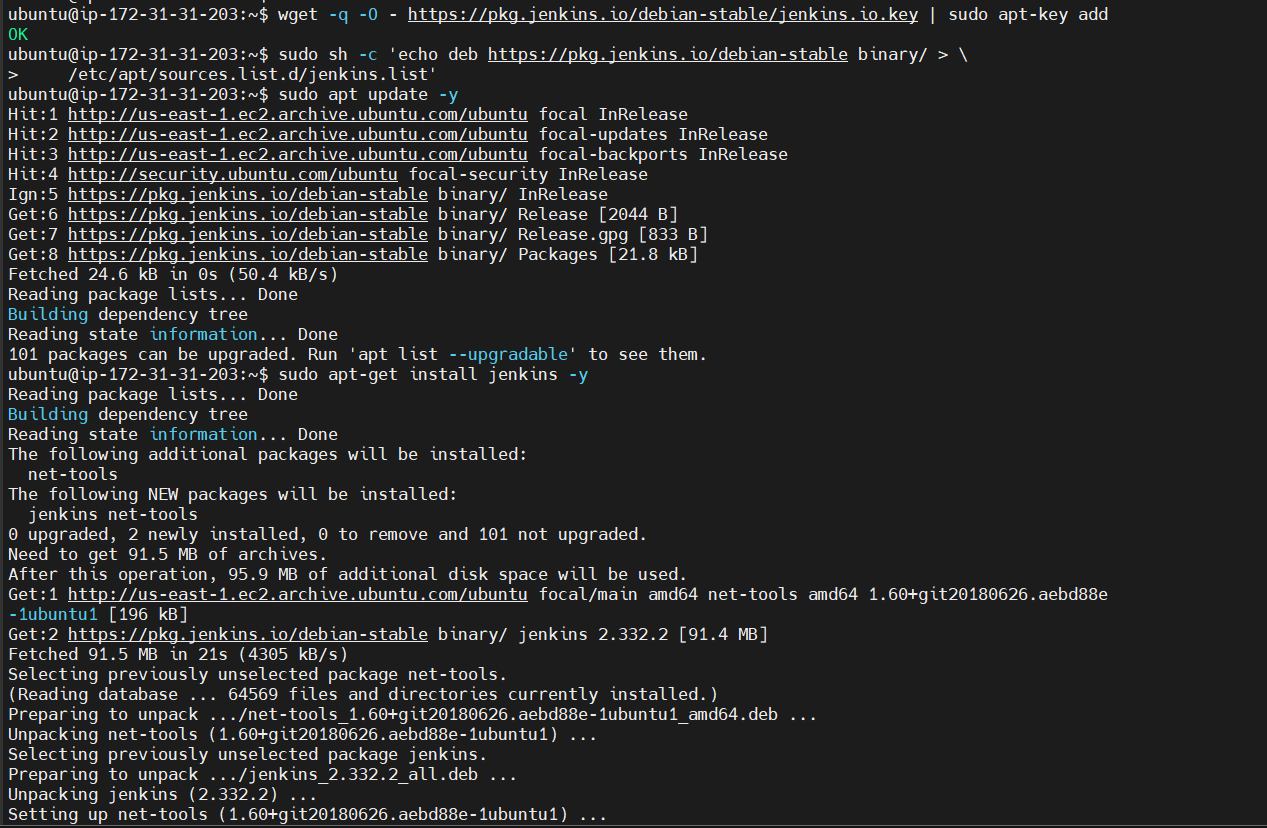 ubuntu@ip-172-31-31-203:~$ wget -q -O - https://pkg.jenkins.io/debian-stable/jenkins.io.key | sudo apt-key add
OK
ubuntu@ip-172-31-31-203:~$ sudo sh -c 'echo deb https://pkg.jenkins.io/debian-stable binary/ > \
>     /etc/apt/sources.list.d/jenkins.list'
ubuntu@ip-172-31-31-203:~$ sudo apt update -y
Hit:1 http://us-east-1.ec2.archive.ubuntu.com/ubuntu focal InRelease
Hit:2 http://us-east-1.ec2.archive.ubuntu.com/ubuntu focal-updates InRelease
Hit:3 http://us-east-1.ec2.archive.ubuntu.com/ubuntu focal-backports InRelease
Hit:4 http://security.ubuntu.com/ubuntu focal-security InRelease
Ign:5 https://pkg.jenkins.io/debian-stable binary/ InRelease
Get:6 https://pkg.jenkins.io/debian-stable binary/ Release [2044 B]
Get:7 https://pkg.jenkins.io/debian-stable binary/ Release.gpg [833 B]
Get:8 https://pkg.jenkins.io/debian-stable binary/ Packages [21.8 kB]
Fetched 24.6 kB in 0s (50.4 kB/s)
Reading package lists... Done
Building dependency tree
Reading state information... Done
101 packages can be upgraded. Run 'apt list --upgradable' to see them.
ubuntu@ip-172-31-31-203:~$ sudo apt-get install jenkins -y
Reading package lists... Done
Building dependency tree
Reading state information... Done
The following additional packages will be installed:
  net-tools
The following NEW packages will be installed:
  jenkins net-tools
0 upgraded, 2 newly installed, 0 to remove and 101 not upgraded.
Need to get 91.5 MB of archives.
After this operation, 95.9 MB of additional disk space will be used.
Get:1 http://us-east-1.ec2.archive.ubuntu.com/ubuntu focal/main amd64 net-tools amd64 1.60+git20180626.aebd88e
-1ubuntu1 [196 kB]
Get:2 https://pkg.jenkins.io/debian-stable binary/ jenkins 2.332.2 [91.4 MB]
Fetched 91.5 MB in 21s (4305 kB/s)
Selecting previously unselected package net-tools.
(Reading database ... 64569 files and directories currently installed.)
Preparing to unpack .../net-tools_1.60+git20180626.aebd88e-1ubuntu1_amd64.deb ...
Unpacking net-tools (1.60+git20180626.aebd88e-1ubuntu1) ...
Selecting previously unselected package jenkins.
Preparing to unpack .../jenkins_2.332.2_all.deb ...
Unpacking jenkins (2.332.2) ...
Setting up net-tools (1.60+git20180626.aebd88e-1ubuntu1) ...